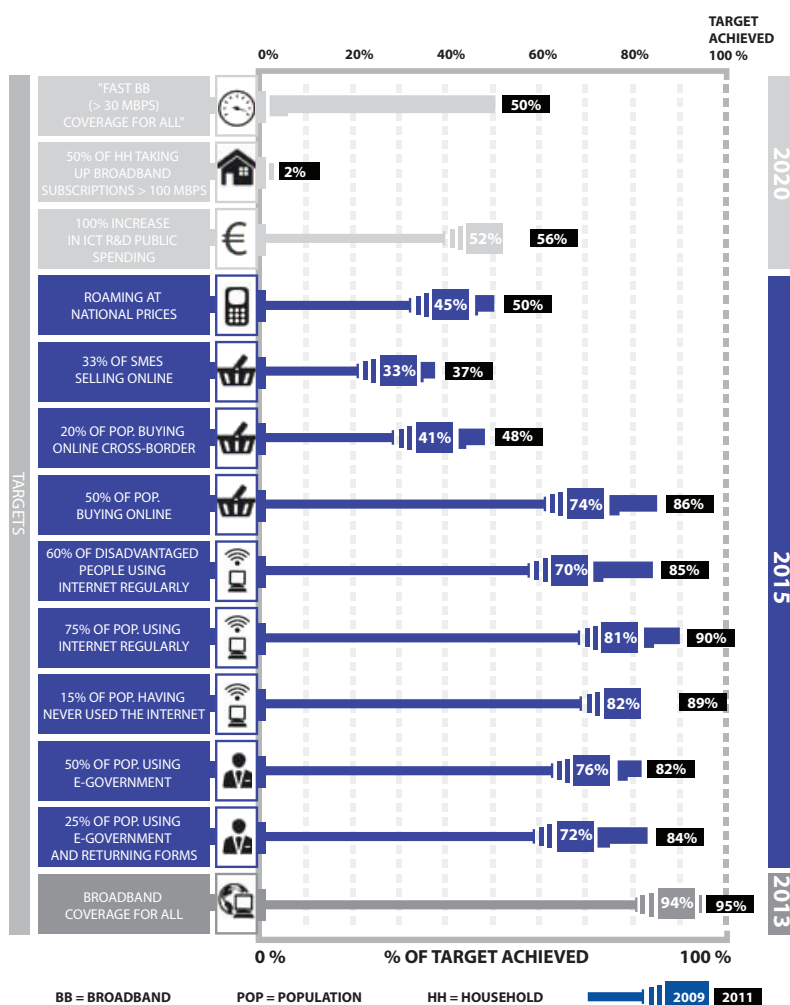 TARGET
ACHIEVED
0% 20% 40% 60% 80% 100 %
TARGETS
"FAST BB
(> 30 MBPS)
COVERAGE FOR ALL"
50%
50% OF HH TAKING
UP BROADBAND
SUBSCRIPTIONS > 100 MBPS
2%
100% INCREASE
IN ICT R&D PUBLIC
SPENDING
€
52% 56%
2020
ROAMING AT
NATIONAL PRICES
45% 50%
33% OF SMES
SELLING ONLINE
33% 37%
20% OF POP. BUYING
ONLINE CROSS-BORDER
41% 48%
50% OF POP.
BUYING ONLINE
74% 86%
60% OF DISADVANTAGED
PEOPLE USING
INTERNET REGULARLY
70% 85%
75% OF POP. USING
INTERNET REGULARLY
81% 90%
15% OF POP. HAVING
NEVER USED THE INTERNET
82% 89%
50% OF POP. USING
E-GOVERNMENT
76% 82%
25% OF POP. USING
E-GOVERNMENT
AND RETURNING FORMS
72% 84%
2015
BROADBAND
COVERAGE FOR ALL
94% 95%
2013
0 % % OF TARGET ACHIEVED 100 %
BB = BROADBAND POP = POPULATION HH = HOUSEHOLD 2009 2011